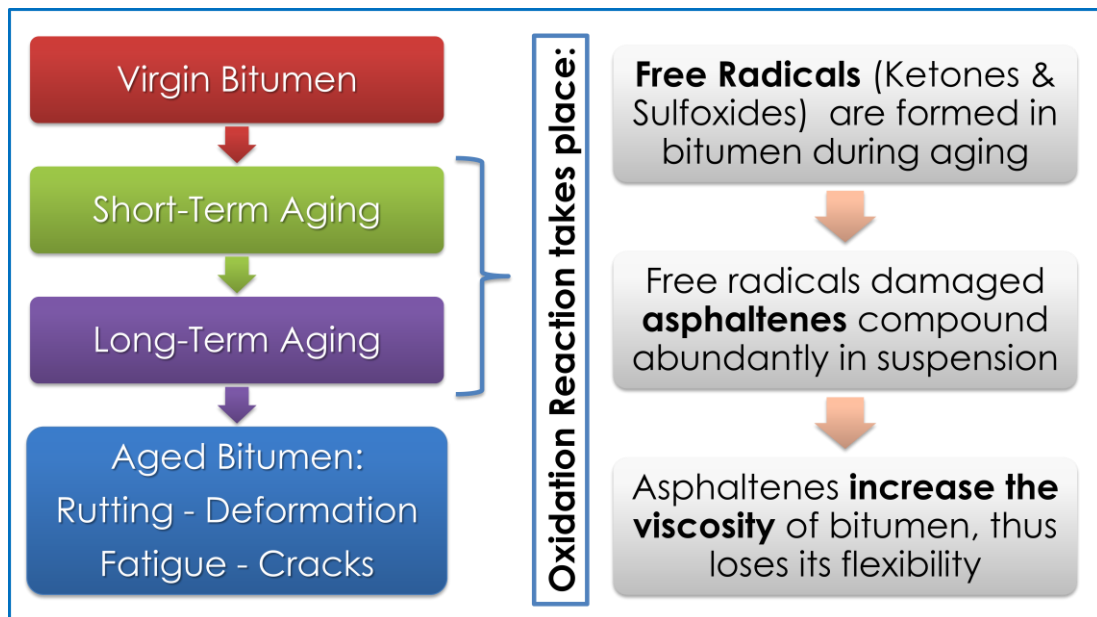 Virgin Bitumen
Short-Term Aging
Long-Term Aging
Aged Bitumen:
Rutting - Deformation
Fatigue - Cracks
Oxidation Reaction takes place:
Free Radicals (Ketones &
Sulfoxides) are formed in
bitumen during aging
Free radicals damaged
asphaltenes compound
abundantly in suspension
Asphaltenes increase the
viscosity of bitumen, thus
loses its flexibility